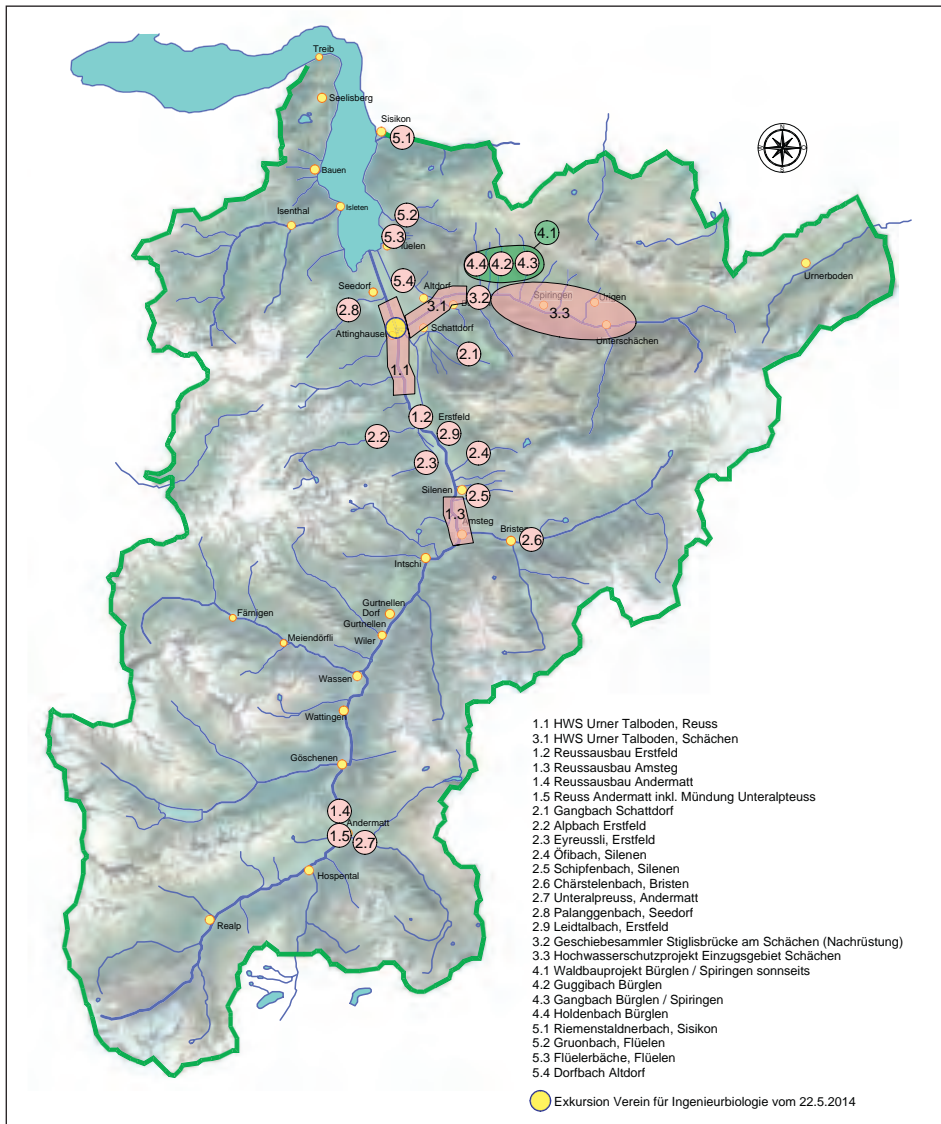 Treib
Seelisberg
Sisikon
5.1
N
Bauen
Isleten
Isenthal
5.2
5.3
Flüelen
4.1
4.4 4.2 4.3
Urnerboden
5.4
Seedorf
Altdorf
3.2
Spiringen
Urigen
2.8
3.1
3.3
Attinghausen
Schattdorf
Unterschächen
2.1
1.1
1.2
Erstfeld
2.2
2.9
2.4
2.3
Silenen
2.5
1.3
Amsteg
Bristen
2.6
Intschi
Gurtnellen
Dorf
Färnigen
Gurtnellen
Wiler
Meiendörfli
Wassen
Wattingen
Göschenen
1.4
Andermatt
1.5
2.7
Hospental
Realp
1.1 HWS Urner Talboden, Reuss
3.1 HWS Urner Talboden, Schächen
1.2 Reussausbau Erstfeld
1.3 Reussausbau Amsteg
1.4 Reussausbau Andermatt
1.5 Reuss Andermatt inkl. Mündung Unteralpteuss
2.1 Gangbach Schattdorf
2.2 Alpbach Erstfeld
2.3 Eyreussli, Erstfeld
2.4 Öfibach, Silenen
2.5 Schipfenbach, Silenen
2.6 Chärstelenbach, Bristen
2.7 Unteralpreuss, Andermatt
2.8 Palanggenbach, Seedorf
2.9 Leidtalbach, Erstfeld
3.2 Geschiebesammler Stiglisbrücke am Schächen (Nachrüstung)
3.3 Hochwasserschutzprojekt Einzugsgebiet Schächen
4.1 Waldbauprojekt Bürglen / Spiringen sonnseits
4.2 Guggibach Bürglen
4.3 Gangbach Bürglen / Spiringen
4.4 Holdenbach Bürglen
5.1 Riemenstaldnerbach, Sisikon
5.2 Gruonbach, Flüelen
5.3 Flüelerbäche, Flüelen
5.4 Dorfbach Altdorf
Exkursion Verein für Ingenieurbiologie vom 22.5.2014